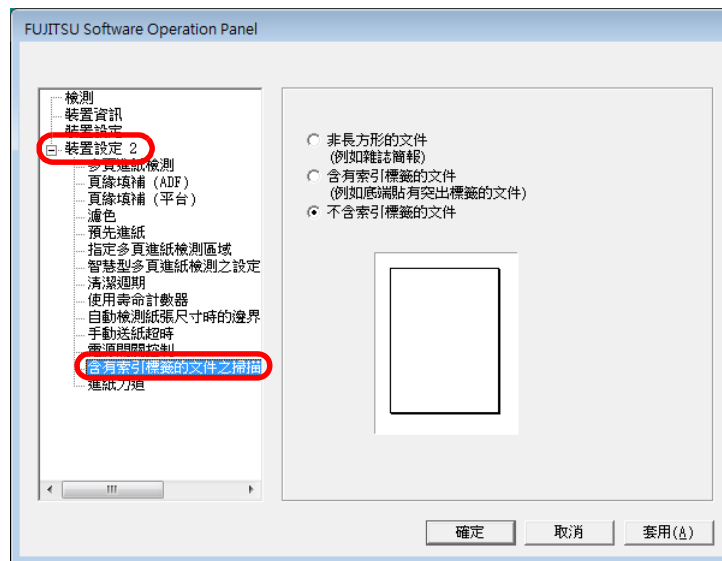 FUJITSU Software Operation Panel
檢測
裝置資訊
裝置設定
裝置設定 2
多頁進紙檢測
頁緣填補 (ADF)
頁緣填補 (平台)
濾色
預先進紙
指定多頁進紙檢測區域
智慧型多頁進紙檢測之設定
清潔週期
使用壽命計數器
自動檢測紙張尺寸時的邊界
手動送紙超時
電源開關控制
含有索引標籤的文件之掃描
進紙力道
非長方形的文件
(例如雜誌簡報)
含有索引標籤的文件
(例如底端貼有突出標籤的文件)
不含索引標籤的文件
確定
取消
套用(A)